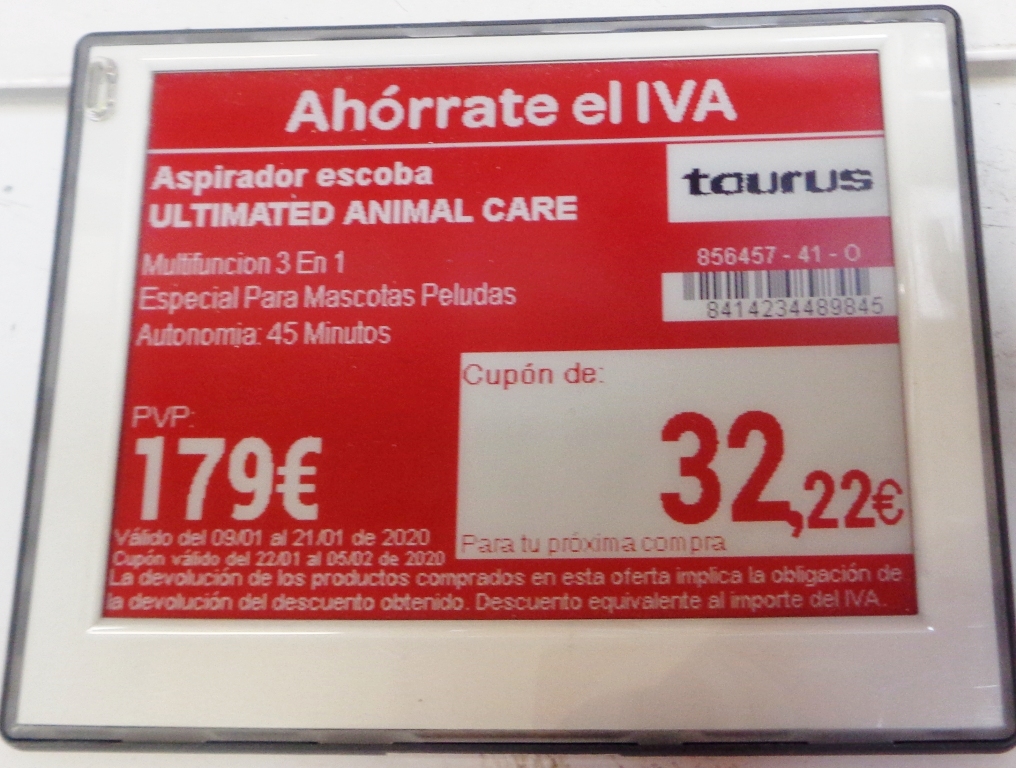 Ahórrate el IVA
Aspirador escoba
ULTIMATED ANIMAL CARE
taurus
Multifuncion 3 En 1
Especial Para Mascotas Peludas
Autonomia: 45 Minutos
856457 - 41 - O
8414234489845
PVP:
179€
Cupón de:
32,22€
Para tu próxima compra
Válido del 09/01 al 21/01 de 2020
Cupón válido del 22/01 al 05/02 de 2020
La devolución de los productos comprados en esta oferta implica la obligación de
la devolución del descuento obtenido. Descuento equivalente al importe del IVA.